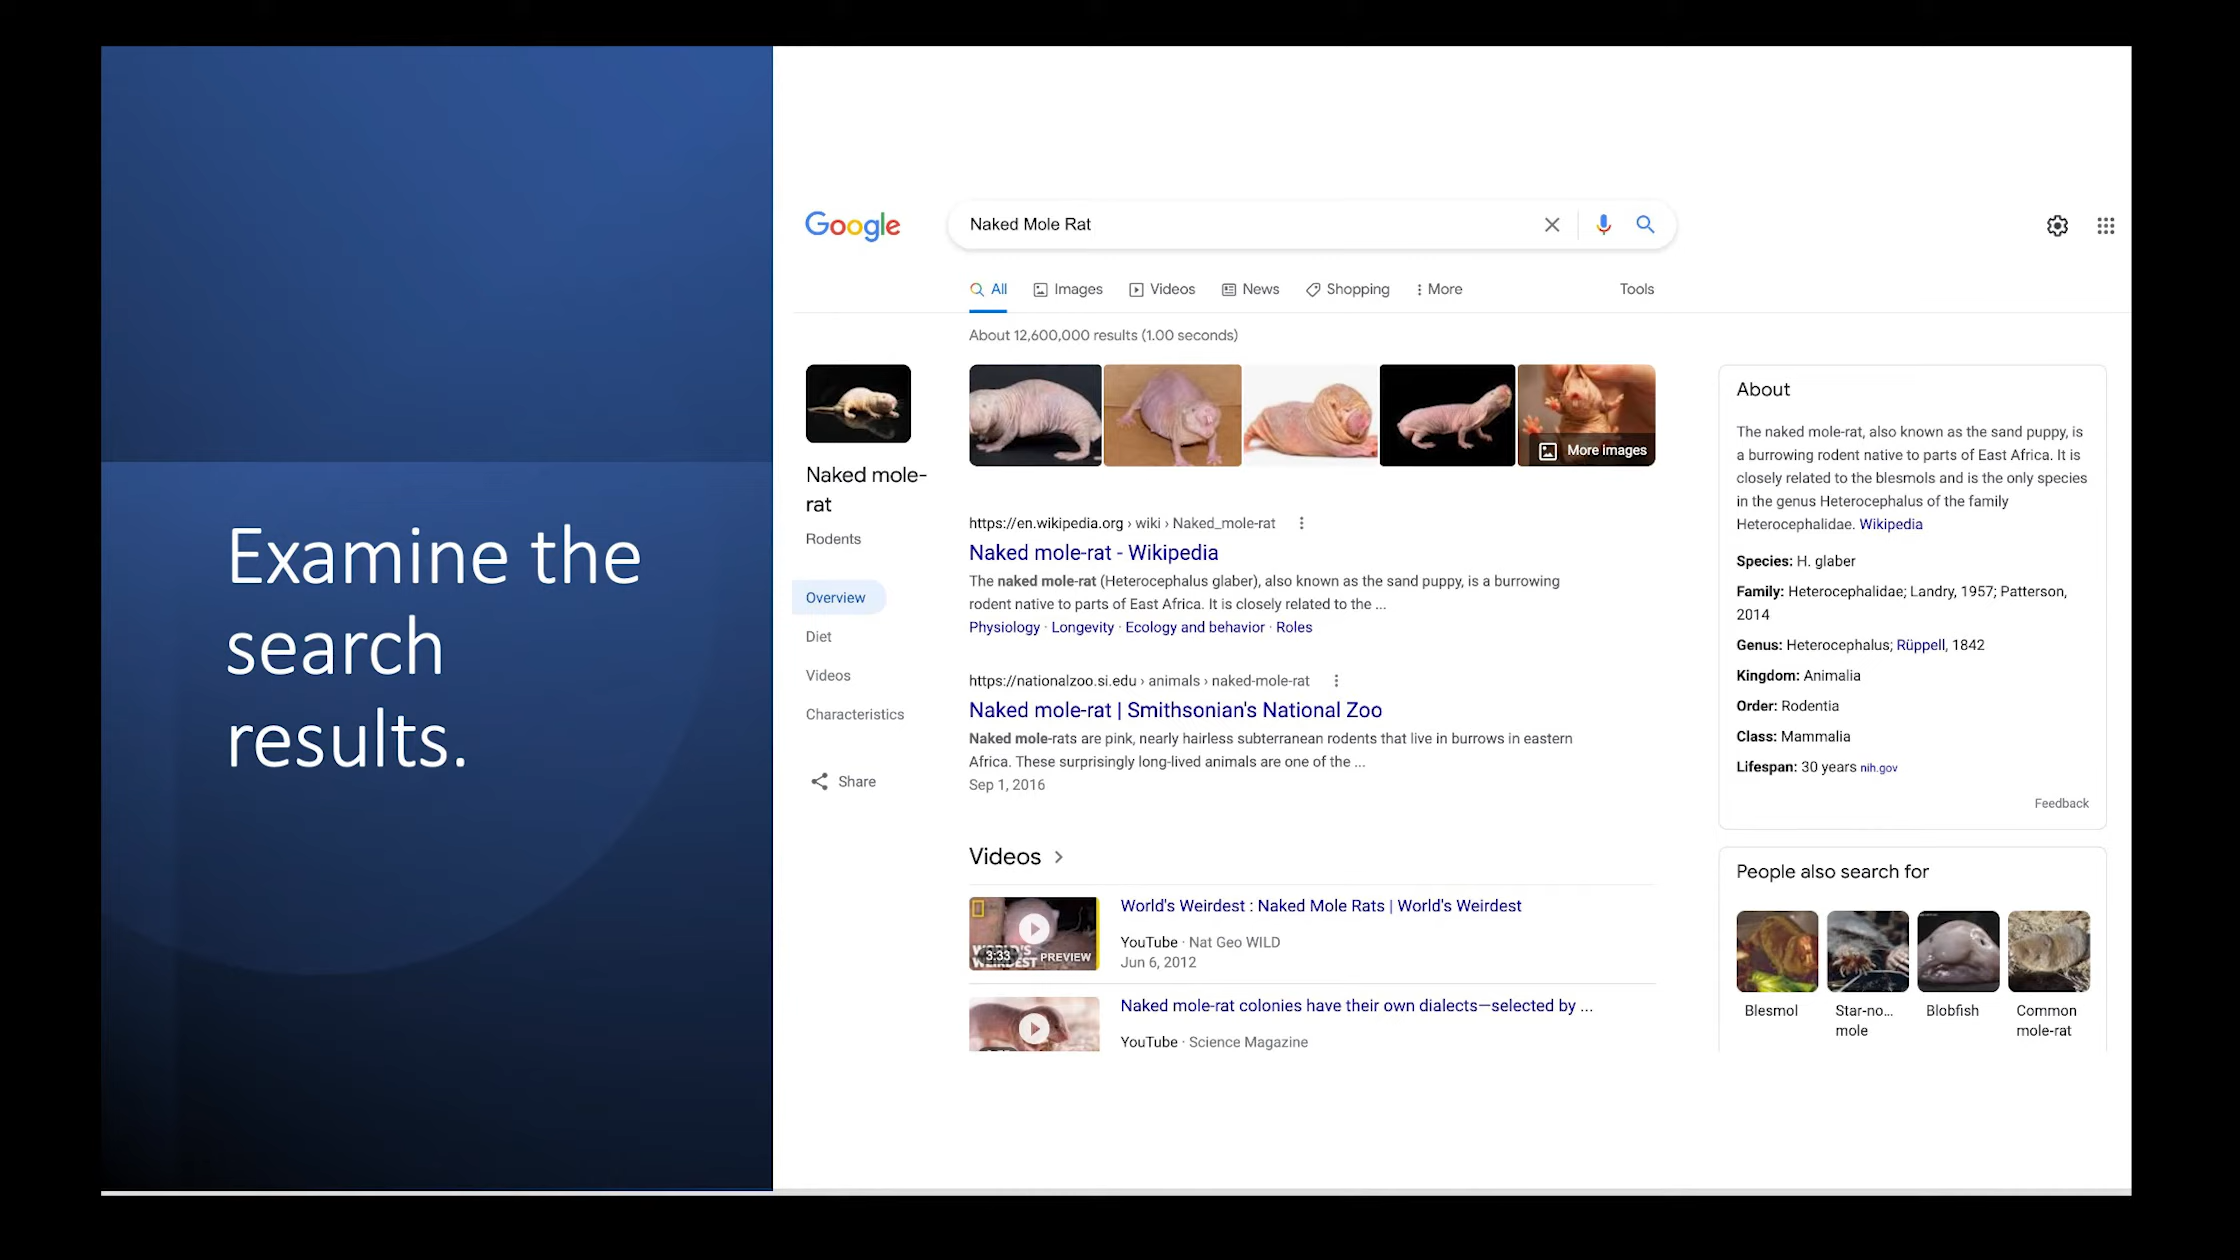 Examine the
search
results.
Google
Naked Mole Rat
All
Images
Videos
News
Shopping
More
Tools
About 12,600,000 results (1.00 seconds)
Naked mole-
rat
Rodents
Overview
Diet
Videos
Characteristics
Share
More images
https://en.wikipedia.org › wiki › Naked_mole-rat
Naked mole-rat - Wikipedia
The naked mole-rat (Heterocephalus glaber), also known as the sand puppy, is a burrowing
rodent native to parts of East Africa. It is closely related to the ...
Physiology · Longevity · Ecology and behavior · Roles
https://nationalzoo.si.edu › animals › naked-mole-rat
Naked mole-rat | Smithsonian's National Zoo
Naked mole-rats are pink, nearly hairless subterranean rodents that live in burrows in eastern
Africa. These surprisingly long-lived animals are one of the ...
Sep 1, 2016
Videos
WORLD'S
WEIRDEST
3:33
PREVIEW
World's Weirdest : Naked Mole Rats | World's Weirdest
YouTube · Nat Geo WILD
Jun 6, 2012
Naked mole-rat colonies have their own dialects—selected by ...
YouTube · Science Magazine
About
The naked mole-rat, also known as the sand puppy, is
a burrowing rodent native to parts of East Africa. It is
closely related to the blesmols and is the only species
in the genus Heterocephalus of the family
Heterocephalidae. Wikipedia
Species: H. glaber
Family: Heterocephalidae; Landry, 1957; Patterson,
2014
Genus: Heterocephalus; Rüppell, 1842
Kingdom: Animalia
Order: Rodentia
Class: Mammalia
Lifespan: 30 years nih.gov
Feedback
People also search for
Blesmol
Star-no...
mole
Blobfish
Common
mole-rat